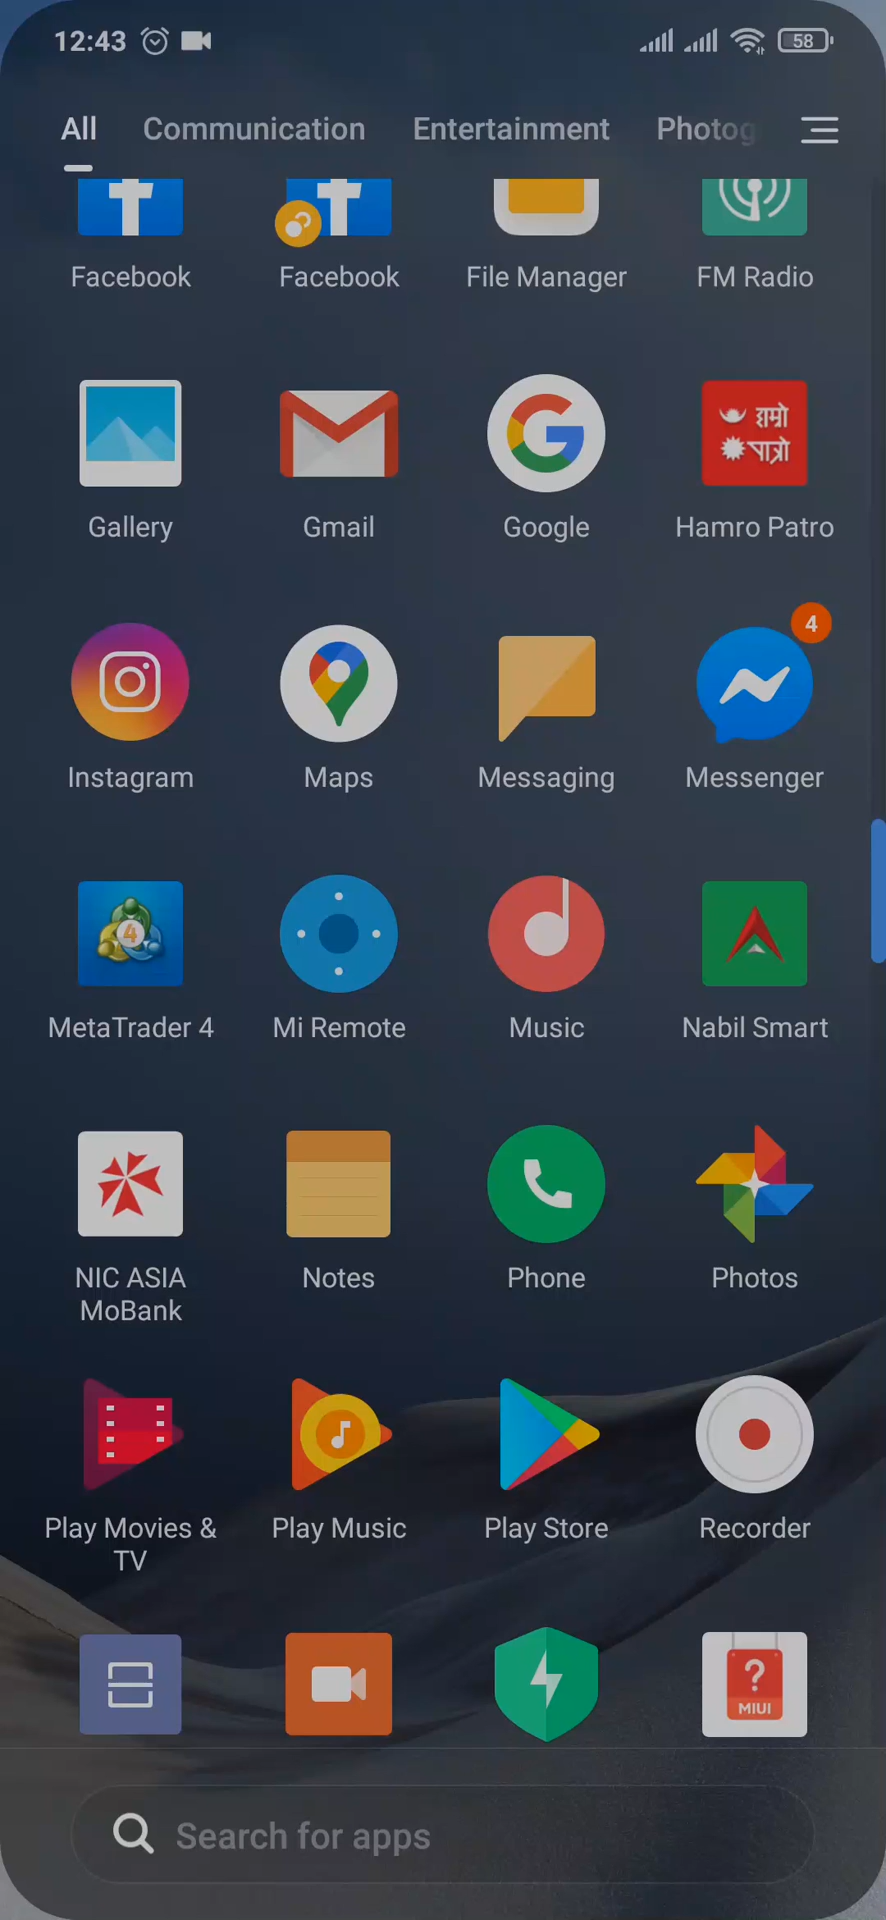 12:43
58
All Communication Entertainment Photog
Facebook Facebook File Manager FM Radio
हाम्रो
पात्रो
Gallery Gmail Google Hamro Patro
4
Instagram Maps Messaging Messenger
4
MetaTrader 4 Mi Remote Music Nabil Smart
NIC ASIA Notes Phone Photos
MoBank
Play Movies & Play Music Play Store Recorder
TV
?
MIUI
Search for apps